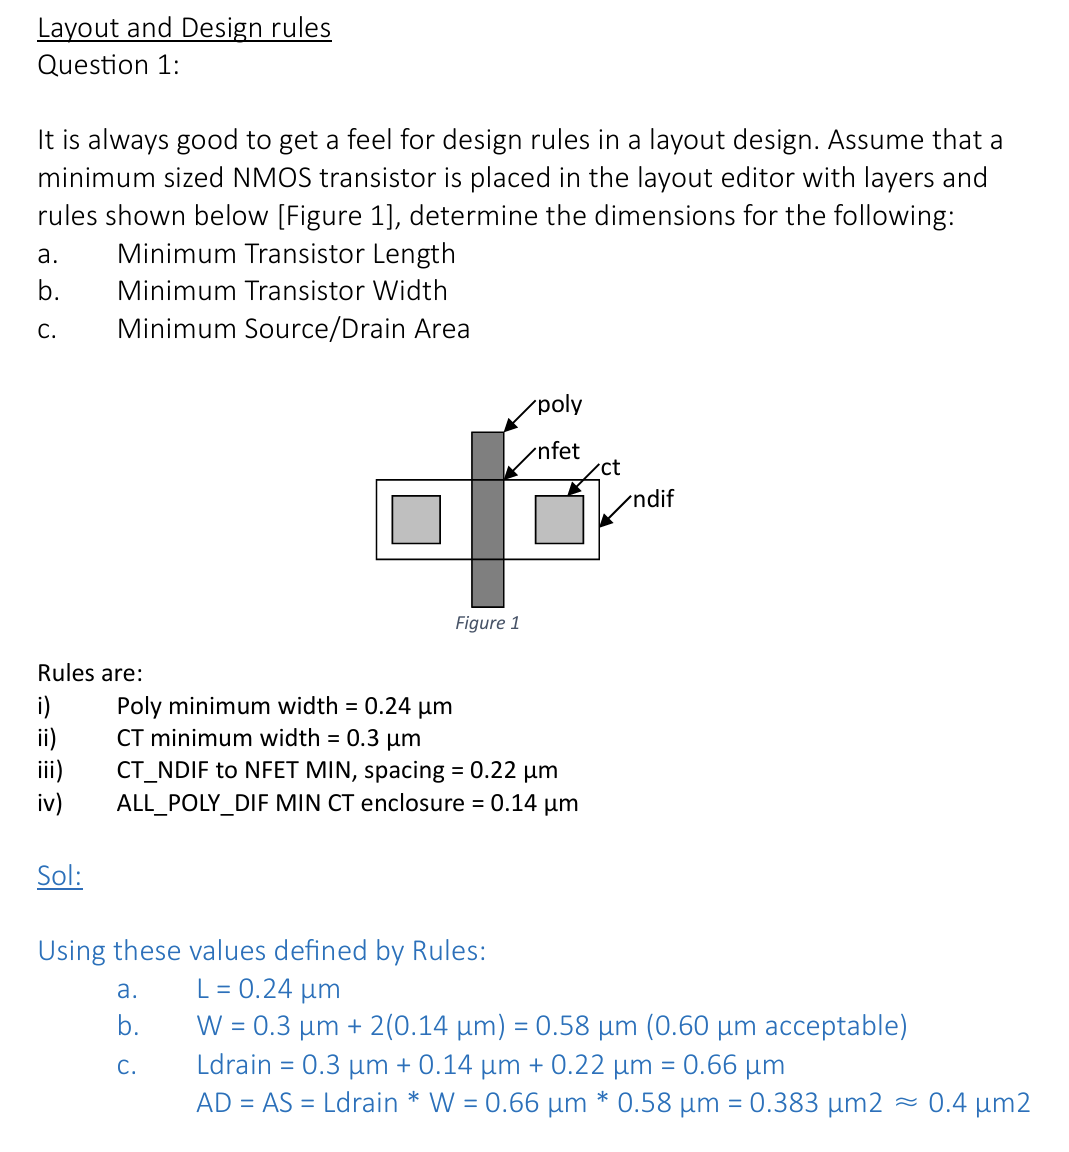 Layout and Design rules
Question 1:
It is always good to get a feel for design rules in a layout design. Assume that a
minimum sized NMOS transistor is placed in the layout editor with layers and
rules shown below [Figure 1], determine the dimensions for the following:
a. Minimum Transistor Length
b. Minimum Transistor Width
c. Minimum Source/Drain Area
poly
nfet
ct
ndif
Figure 1
Rules are:
i) Poly minimum width = 0.24 µm
ii) CT minimum width = 0.3 µm
iii) CT_NDIF to NFET MIN, spacing = 0.22 µm
iv) ALL_POLY_DIF MIN CT enclosure = 0.14 µm
Sol:
Using these values defined by Rules:
a. L = 0.24 µm
b. W = 0.3 µm + 2(0.14 µm) = 0.58 µm (0.60 µm acceptable)
c. Ldrain = 0.3 µm + 0.14 µm + 0.22 µm = 0.66 µm
AD = AS = Ldrain * W = 0.66 µm * 0.58 µm = 0.383 µm2 ≈ 0.4 µm2